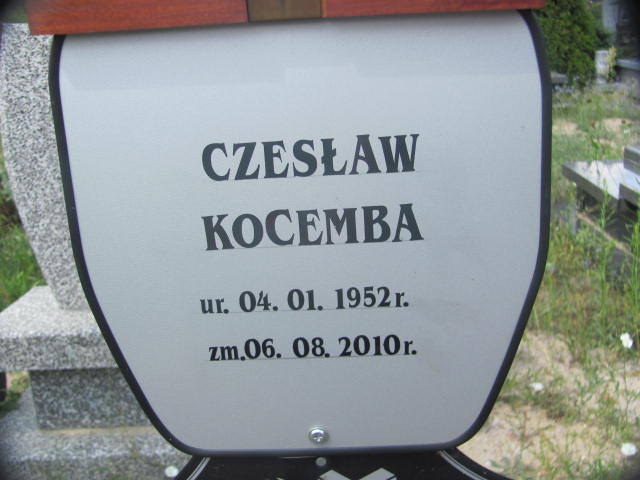 CZESŁAW
KOCEMBA
ur. 04. 01. 1952r.
zm.06. 08. 2010r.